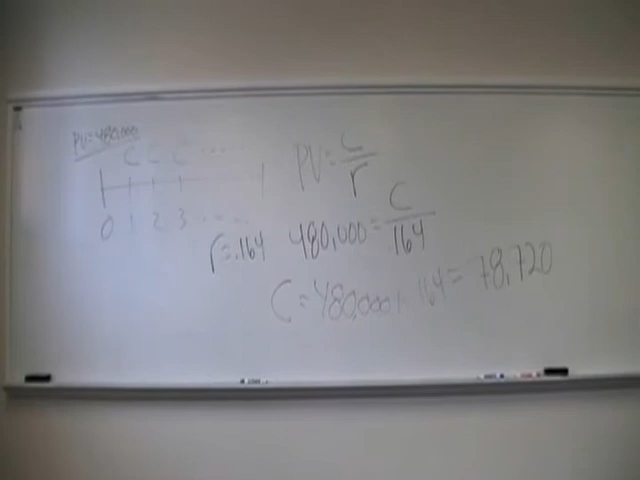 PV=480,000
C C C ....
0 1 2 3 .....
PV= C/r
r=.164
480,000= C/.164
C=480,000×.164= 78,720